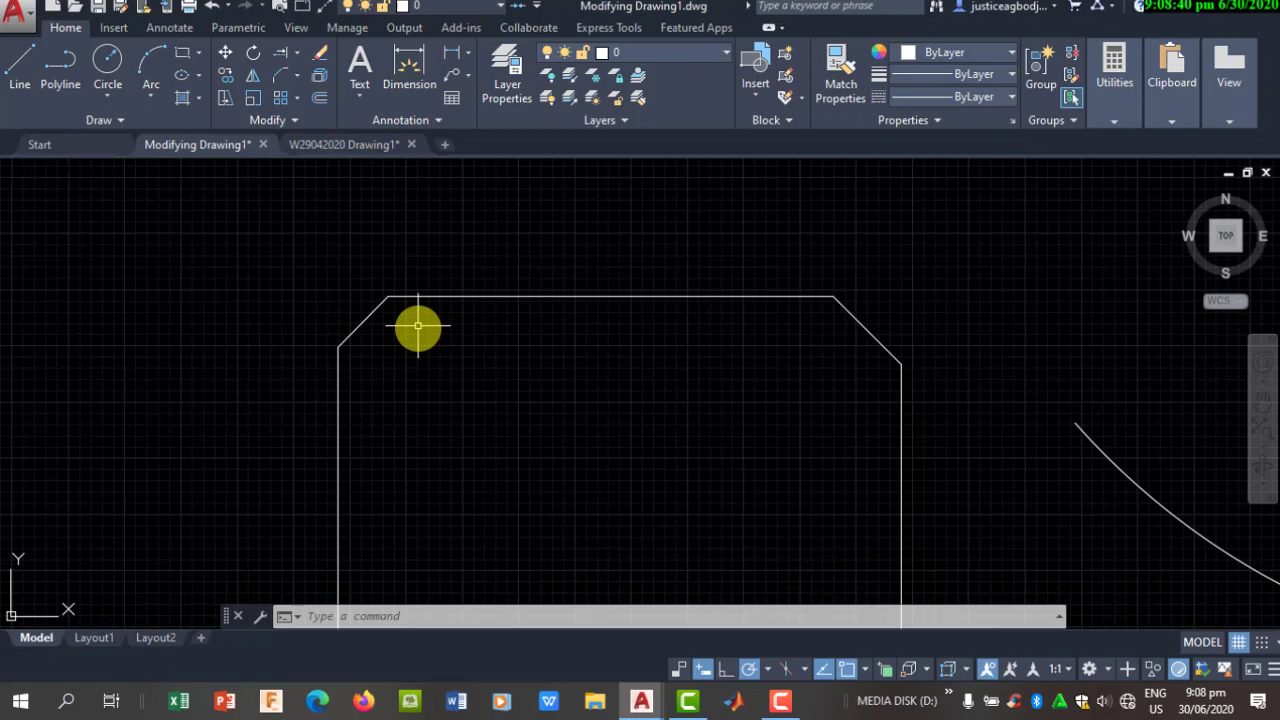 0
Modifying Drawing1.dwg
Type a keyword or phrase
justiceagbodj...
9:08:40 pm 6/30/2020
Home Insert Annotate Parametric View Manage Output Add-ins Collaborate Express Tools Featured Apps
0
ByLayer
ByLayer
ByLayer
Line Polyline Circle Arc Text Dimension Layer Properties Insert Match Properties Group Utilities Clipboard View
Draw Modify Annotation Layers Block Properties Groups
Start Modifying Drawing1* W29042020 Drawing1*
N
W TOP E
S
WCS
Y
X
Type a command
Model Layout1 Layout2
MODEL
1:1
MEDIA DISK (D:)
ENG
US
9:08 pm
30/06/2020